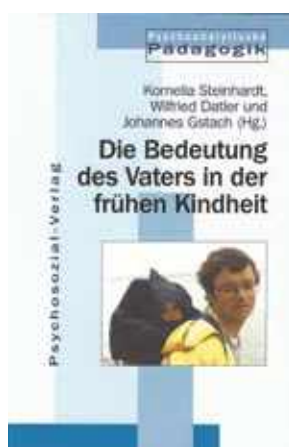 Psychoanalytische
Pädagogik
Kornelia Steinhardt,
Wilfried Datler und
Johannes Gstach (Hg.)
Die Bedeutung
des Vaters in der
frühen Kindheit
Psychosozial-Verlag